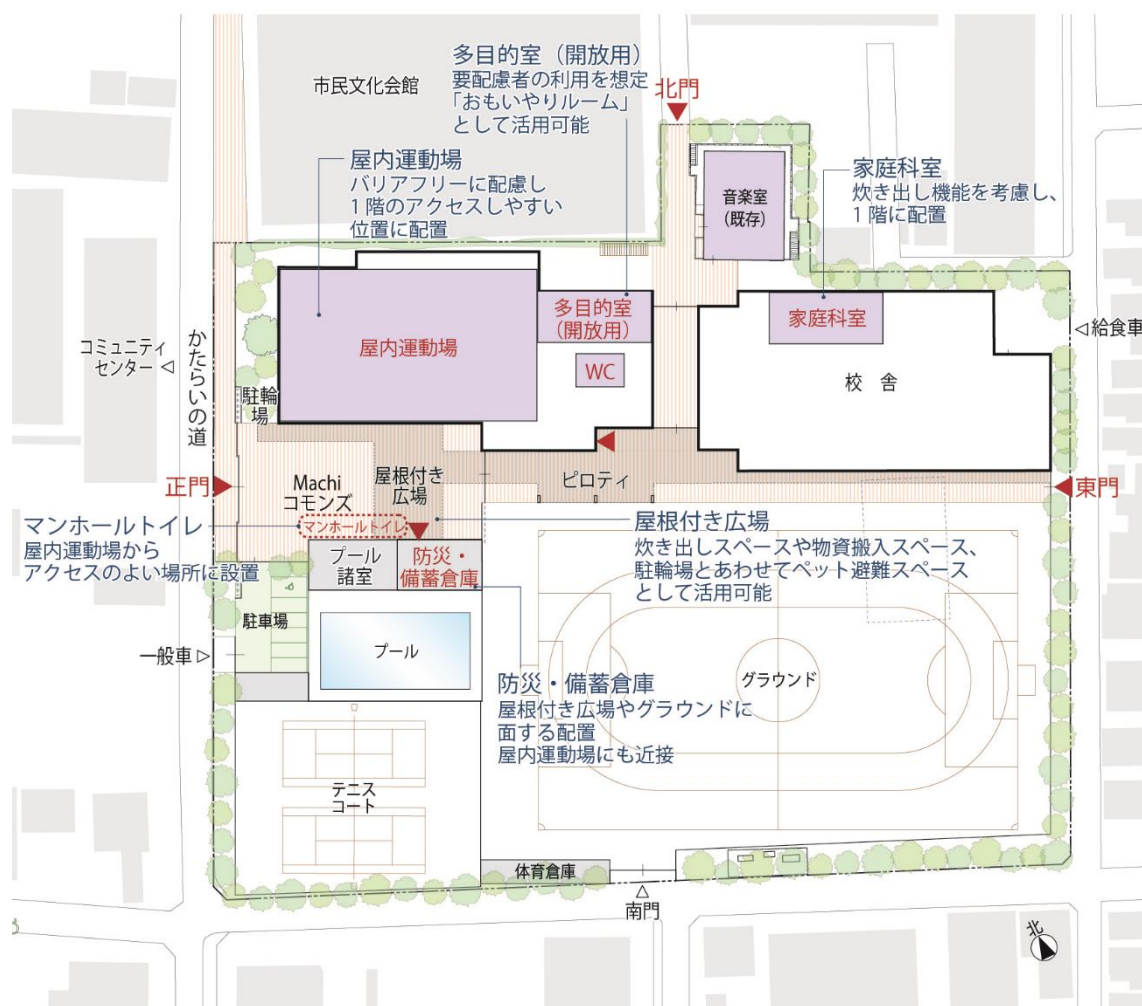 多目的室（開放用）
要配慮者の利用を想定
「おもいやりルーム」
として活用可能
市民文化会館
北門
屋内運動場
バリアフリーに配慮し
１階のアクセスしやすい
位置に配置
音楽室
（既存）
家庭科室
炊き出し機能を考慮し、
１階に配置
多目的室
（開放用）
家庭科室
給食車
コミュニティ
センター
かたらいの道
屋内運動場
WC
校 舎
駐輪
場
屋根付き
広場
ピロティ
Machi
コモンズ
正門
東門
マンホールトイレ
屋内運動場から
アクセスのよい場所に設置
マンホールトイレ
屋根付き広場
炊き出しスペースや物資搬入スペース、
駐輪場とあわせてペット避難スペース
として活用可能
プール
諸室
防災・
備蓄倉庫
駐車場
一般車
プール
グラウンド
防災・備蓄倉庫
屋根付き広場やグラウンドに
面する配置
屋内運動場にも近接
テニス
コート
体育倉庫
南門
北